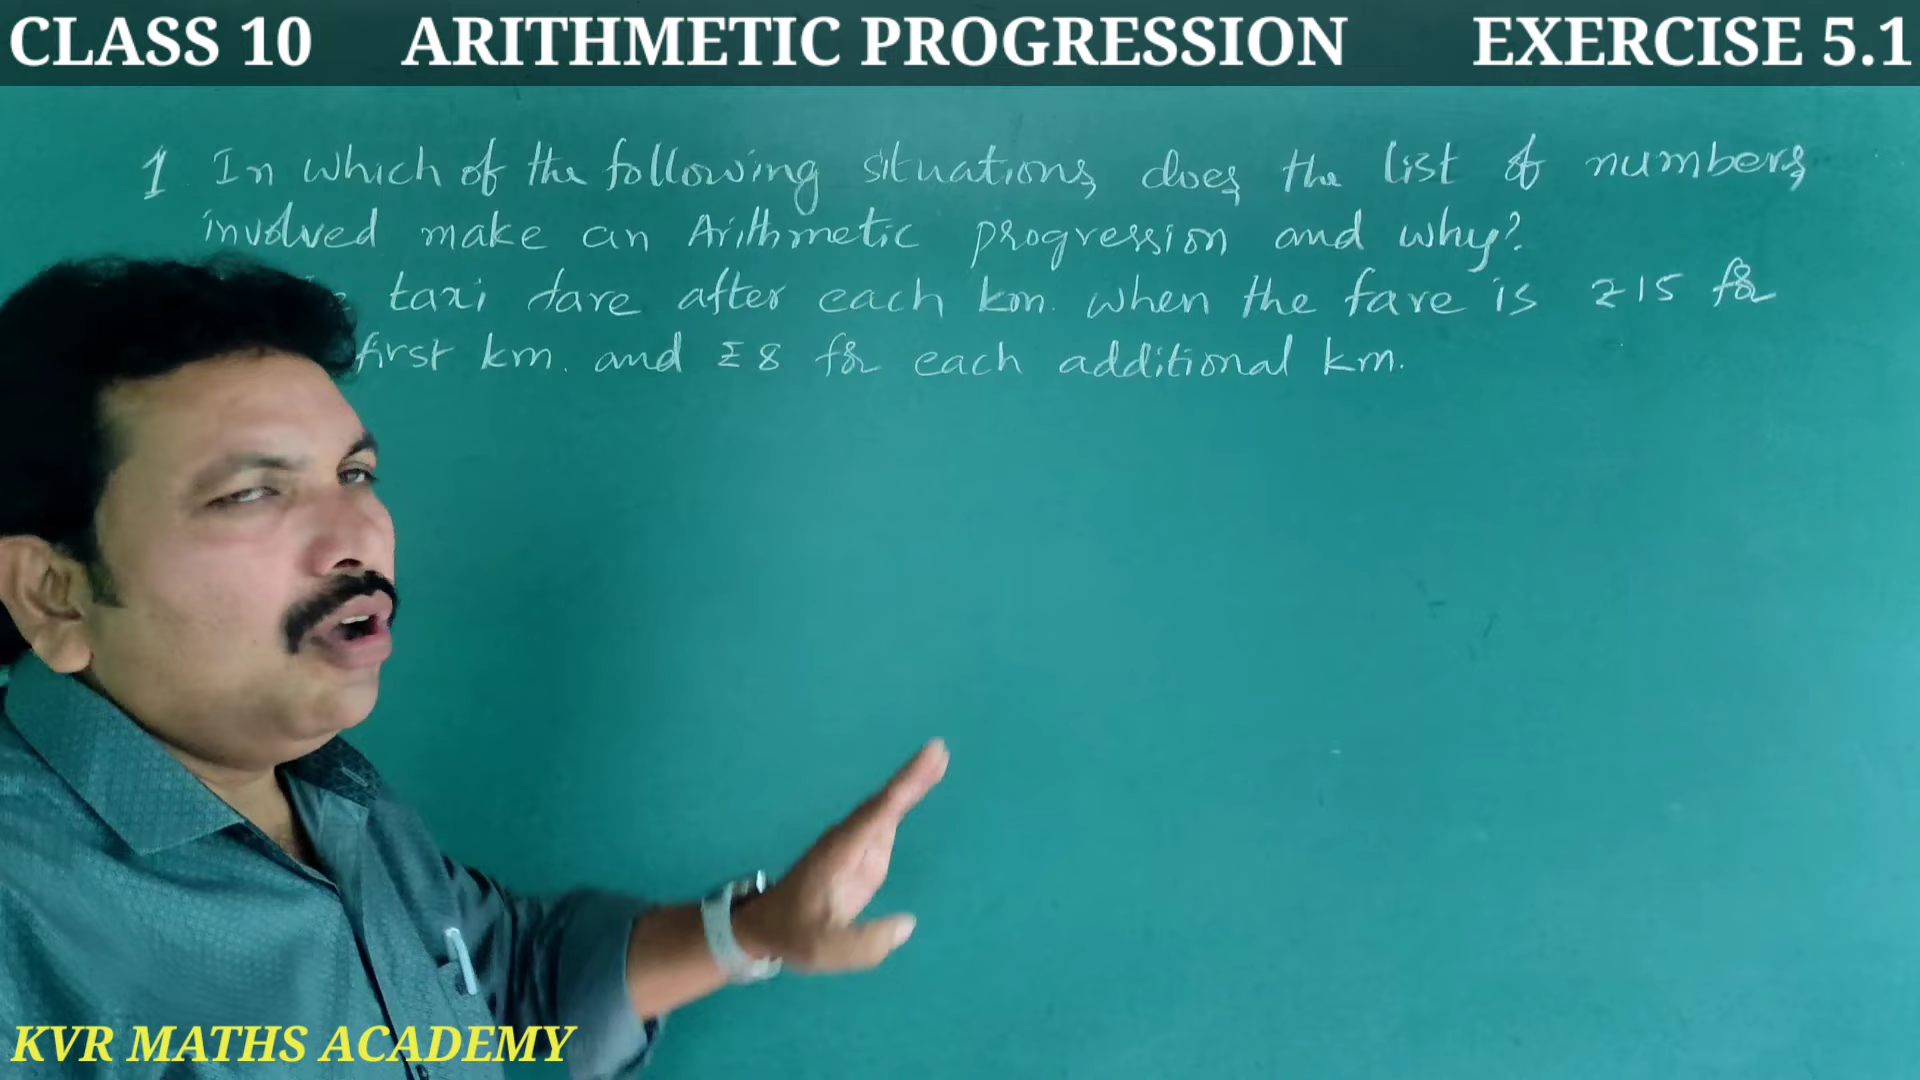 CLASS 10 ARITHMETIC PROGRESSION EXERCISE 5.1
1 In which of the following situations does the list of numbers
involved make an Arithmetic progression and why?
taxi fare after each km. when the fare is ₹15 for
first km. and ₹8 for each additional km.
KVR MATHS ACADEMY